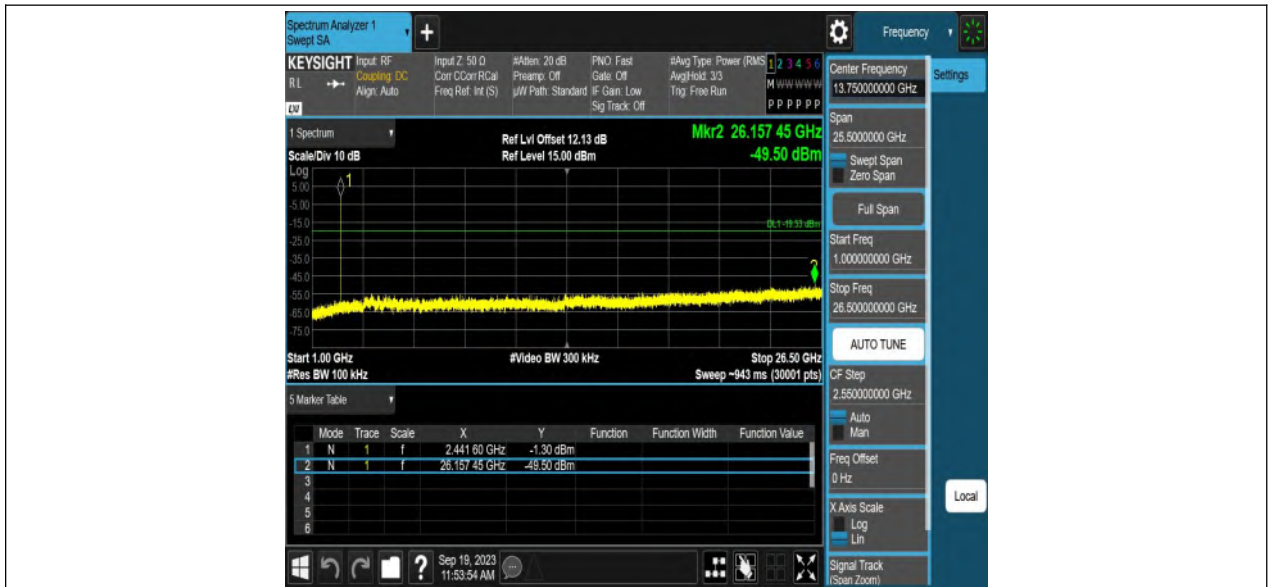 Spectrum Analyzer 1
Swept SA
+
Frequency
KEYSIGHT
RL
LXI
Input: RF
Coupling: DC
Align: Auto
Input Z: 50 Ω
Corr CCorr RCal
Freq Ref: Int (S)
#Atten: 20 dB
Preamp: Off
µW Path: Standard
PNO: Fast
Gate: Off
IF Gain: Low
Sig Track: Off
#Avg Type: Power (RMS
Avg|Hold: 3/3
Trig: Free Run
1 2 3 4 5 6
M W W W W W
P P P P P P
1 Spectrum
Scale/Div 10 dB
Ref Lvl Offset 12.13 dB
Ref Level 15.00 dBm
Mkr2 26.157 45 GHz
-49.50 dBm
Log
5.00
-5.00
-15.0
-25.0
-35.0
-45.0
-55.0
-65.0
-75.0
1
DL1 -19.53 dBm
2
Start 1.00 GHz
#Res BW 100 kHz
#Video BW 300 kHz
Stop 26.50 GHz
Sweep ~943 ms (30001 pts)
5 Marker Table
Mode Trace Scale X Y Function Function Width Function Value
1 N 1 f 2.441 60 GHz -1.30 dBm
2 N 1 f 26.157 45 GHz -49.50 dBm
3
4
5
6
?
Sep 19, 2023
11:53:54 AM
Center Frequency
13.750000000 GHz
Span
25.5000000 GHz
Swept Span
Zero Span
Full Span
Start Freq
1.000000000 GHz
Stop Freq
26.500000000 GHz
AUTO TUNE
CF Step
2.550000000 GHz
Auto
Man
Freq Offset
0 Hz
X Axis Scale
Log
Lin
Signal Track
(Span Zoom)
Settings
Local